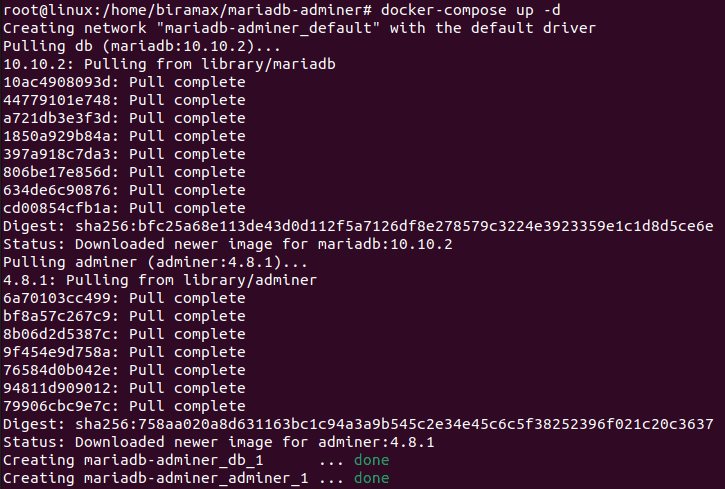 root@linux:/home/biramax/mariadb-adminer# docker-compose up -d
Creating network "mariadb-adminer_default" with the default driver
Pulling db (mariadb:10.10.2)...
10.10.2: Pulling from library/mariadb
10ac4908093d: Pull complete
44779101e748: Pull complete
a721db3e3f3d: Pull complete
1850a929b84a: Pull complete
397a918c7da3: Pull complete
806be17e856d: Pull complete
634de6c90876: Pull complete
cd00854cfb1a: Pull complete
Digest: sha256:bfc25a68e113de43d0d112f5a7126df8e278579c3224e3923359e1c1d8d5ce6e
Status: Downloaded newer image for mariadb:10.10.2
Pulling adminer (adminer:4.8.1)...
4.8.1: Pulling from library/adminer
6a70103cc499: Pull complete
bf8a57c267c9: Pull complete
8b06d2d5387c: Pull complete
9f454e9d758a: Pull complete
76584d0b042e: Pull complete
94811d909012: Pull complete
79906cbc9e7c: Pull complete
Digest: sha256:758aa020a8d631163bc1c94a3a9b545c2e34e45c6c5f38252396f021c20c3637
Status: Downloaded newer image for adminer:4.8.1
Creating mariadb-adminer_db_1      ... done
Creating mariadb-adminer_adminer_1 ... done